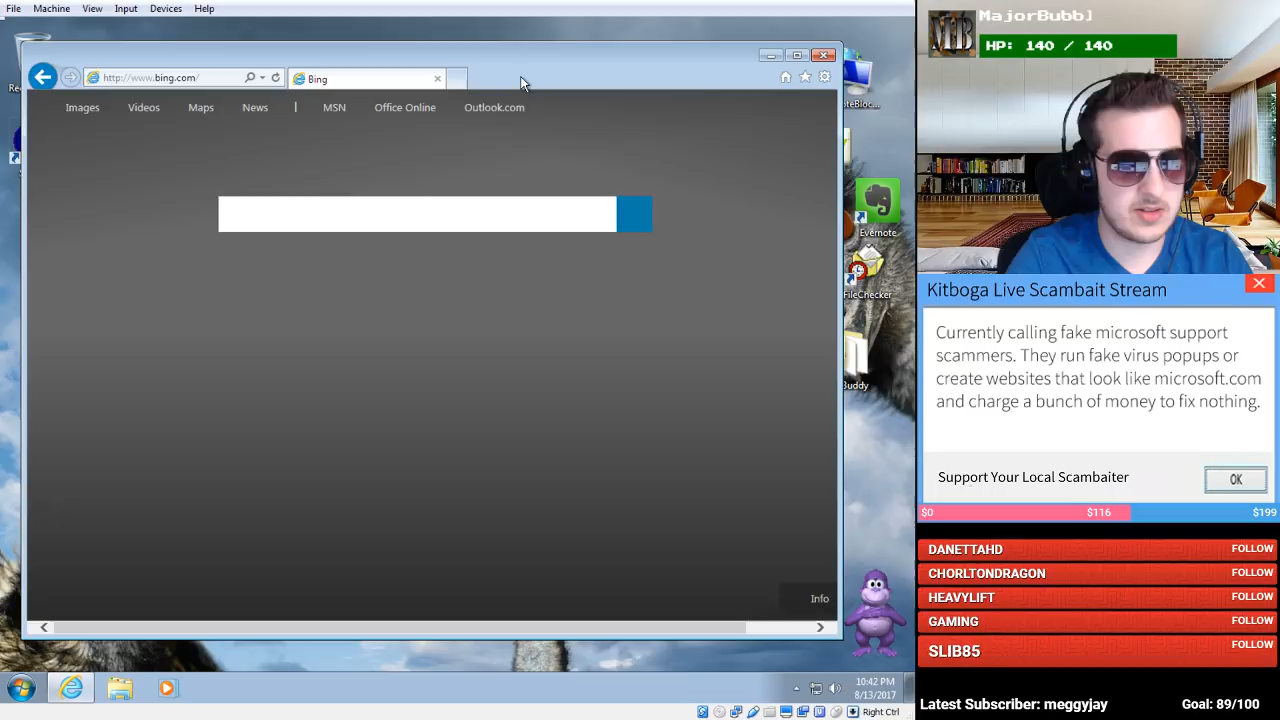 File Machine View Input Devices Help
http://www.bing.com/
Bing
Images Videos Maps News | MSN Office Online Outlook.com
Info
Evernote
FileChecker
Buddy
10:42 PM
8/13/2017
Right Ctrl
MajorBubb]
HP: 140 / 140
Kitboga Live Scambait Stream
Currently calling fake microsoft support
scammers. They run fake virus popups or
create websites that look like microsoft.com
and charge a bunch of money to fix nothing.
Support Your Local Scambaiter
OK
$0 $116 $199
DANETTAHD FOLLOW
CHORLTONDRAGON FOLLOW
HEAVYLIFT FOLLOW
GAMING FOLLOW
SLIB85 FOLLOW
Latest Subscriber: meggyjay Goal: 89/100